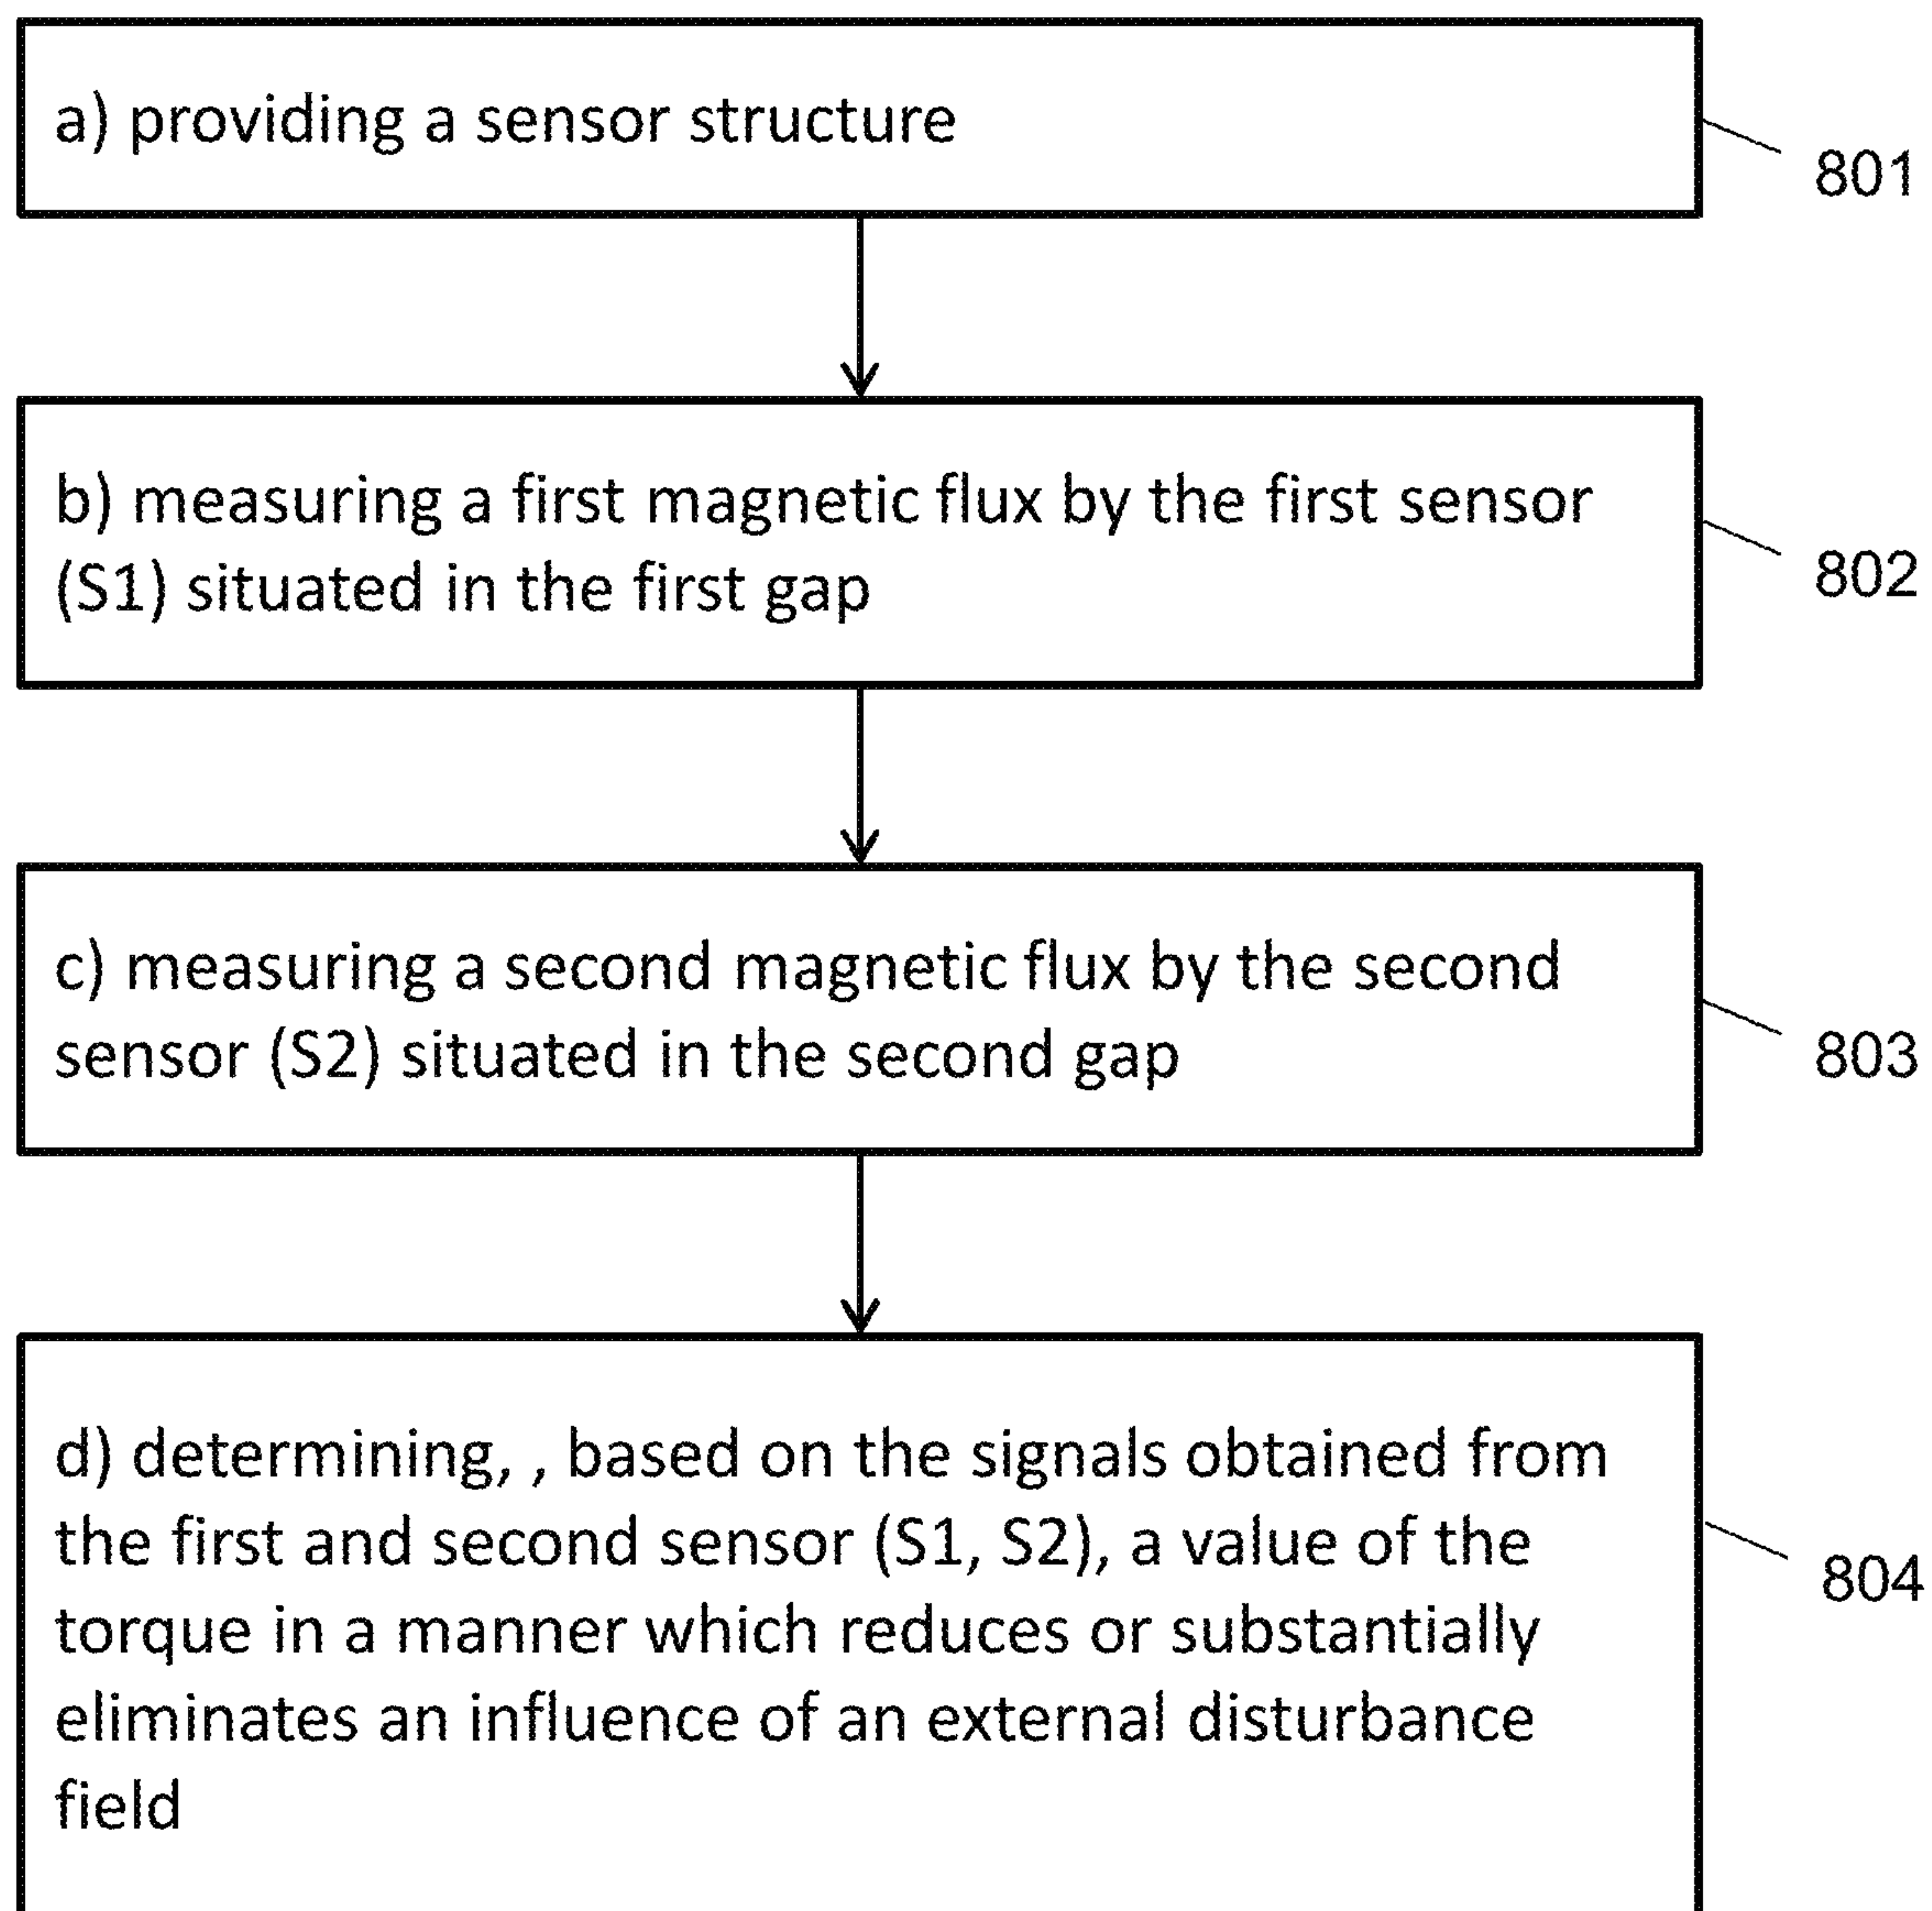 a) providing a sensor structure
801
b) measuring a first magnetic flux by the first sensor
(S1) situated in the first gap
802
c) measuring a second magnetic flux by the second
sensor (S2) situated in the second gap
803
d) determining, , based on the signals obtained from
the first and second sensor (S1, S2), a value of the
torque in a manner which reduces or substantially
eliminates an influence of an external disturbance
field
804